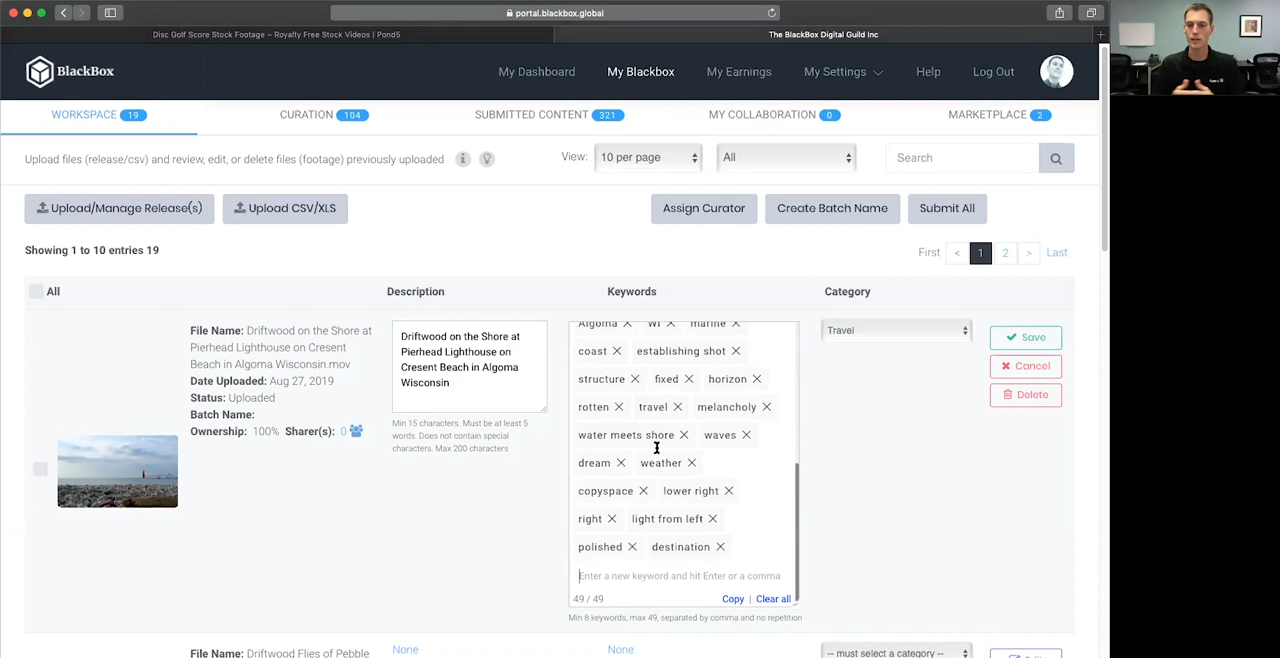 portal.blackbox.global
Disc Golf Score Stock Footage – Royalty Free Stock Videos | Pond5
The BlackBox Digital Guild Inc
BlackBox
My Dashboard
My Blackbox
My Earnings
My Settings
Help
Log Out
WORKSPACE 19
CURATION 104
SUBMITTED CONTENT 321
MY COLLABORATION 0
MARKETPLACE 2
Upload files (release/csv) and review, edit, or delete files (footage) previously uploaded
View: 10 per page
All
Search
Upload/Manage Release(s)
Upload CSV/XLS
Assign Curator
Create Batch Name
Submit All
Showing 1 to 10 entries 19
First < 1 2 > Last
All
Description
Keywords
Category
File Name: Driftwood on the Shore at
Pierhead Lighthouse on Cresent
Beach in Algoma Wisconsin.mov
Date Uploaded: Aug 27, 2019
Status: Uploaded
Batch Name:
Ownership: 100% Sharer(s): 0
Driftwood on the Shore at
Pierhead Lighthouse on
Cresent Beach in Algoma
Wisconsin
Min 15 characters. Must be at least 5
words. Does not contain special
characters. Max 200 characters
Algoma WI marine
coast establishing shot
structure fixed horizon
rotten travel melancholy
water meets shore waves
dream weather
copyspace lower right
right light from left
polished destination
Enter a new keyword and hit Enter or a comma
49 / 49
Copy | Clear all
Min 8 keywords, max 49, separated by comma and no repetition
Travel
Save
Cancel
Delete
File Name: Driftwood Flies of Pebble
None
None
-- must select a category --
Edit